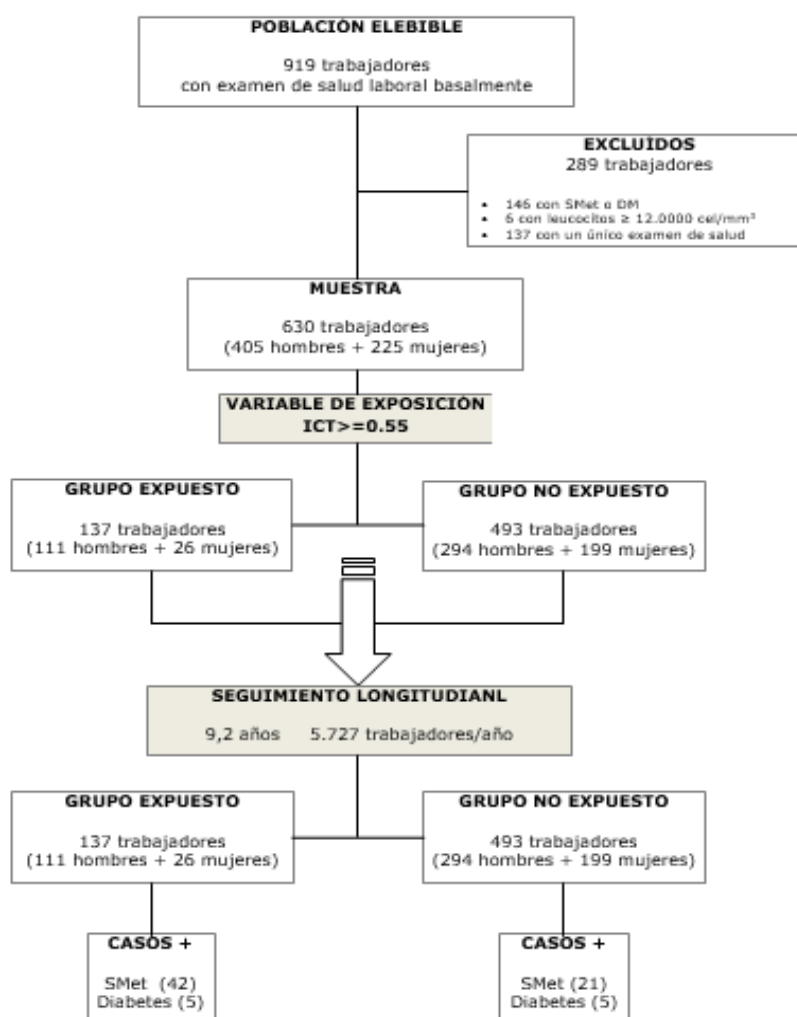 POBLACIÓN ELEBIBLE
919 trabajadores
con examen de salud laboral basalmente
EXCLUÍDOS
289 trabajadores
• 146 con SMet o DM
• 6 con leucocitos ≥ 12.0000 cel/mm³
• 137 con un único examen de salud
MUESTRA
630 trabajadores
(405 hombres + 225 mujeres)
VARIABLE DE EXPOSICIÓN
ICT>=0.55
GRUPO EXPUESTO
137 trabajadores
(111 hombres + 26 mujeres)
GRUPO NO EXPUESTO
493 trabajadores
(294 hombres + 199 mujeres)
SEGUIMIENTO LONGITUDIANL
9,2 años 5.727 trabajadores/año
GRUPO EXPUESTO
137 trabajadores
(111 hombres + 26 mujeres)
GRUPO NO EXPUESTO
493 trabajadores
(294 hombres + 199 mujeres)
CASOS +
SMet (42)
Diabetes (5)
CASOS +
SMet (21)
Diabetes (5)